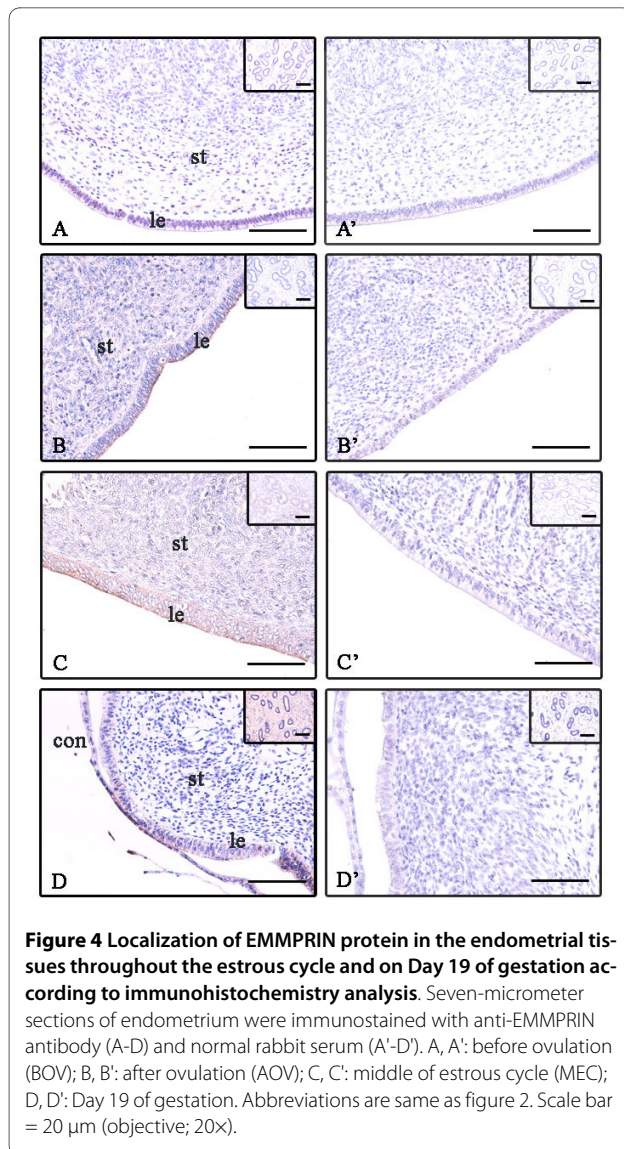 st
le
A
A'
st
le
B
B'
st
le
C
C'
con
st
le
D
D'
Figure 4 Localization of EMMPRIN protein in the endometrial tis-
sues throughout the estrous cycle and on Day 19 of gestation ac-
cording to immunohistochemistry analysis. Seven-micrometer
sections of endometrium were immunostained with anti-EMMPRIN
antibody (A-D) and normal rabbit serum (A'-D'). A, A': before ovulation
(BOV); B, B': after ovulation (AOV); C, C': middle of estrous cycle (MEC);
D, D': Day 19 of gestation. Abbreviations are same as figure 2. Scale bar
= 20 μm (objective; 20×).